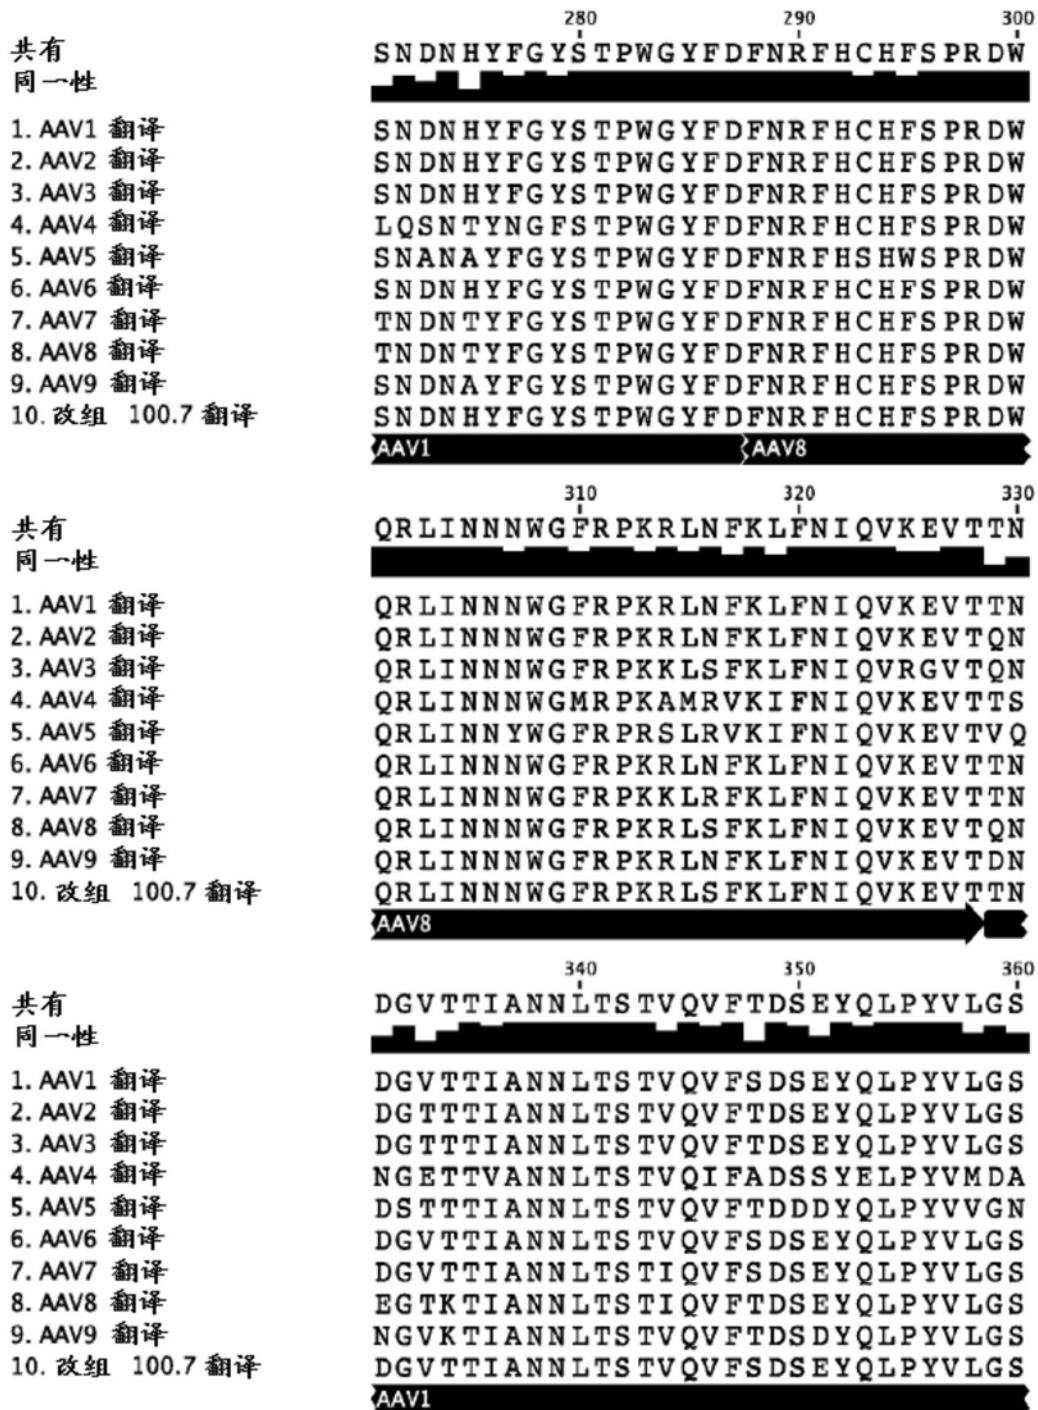 280 290 300
共有 SNDNHYFGYSTPWGYFDFNRFHCHFSPRDW
同一性
1. AAV1 翻译 SNDNHYFGYSTPWGYFDFNRFHCHFSPRDW
2. AAV2 翻译 SNDNHYFGYSTPWGYFDFNRFHCHFSPRDW
3. AAV3 翻译 SNDNHYFGYSTPWGYFDFNRFHCHFSPRDW
4. AAV4 翻译 LQSNTYNGFSTPWGYFDFNRFHCHFSPRDW
5. AAV5 翻译 SNANAYFGYSTPWGYFDFNRFHSHWSPRDW
6. AAV6 翻译 SNDNHYFGYSTPWGYFDFNRFHCHFSPRDW
7. AAV7 翻译 TNDNTYFGYSTPWGYFDFNRFHCHFSPRDW
8. AAV8 翻译 TNDNTYFGYSTPWGYFDFNRFHCHFSPRDW
9. AAV9 翻译 SNDNAYFGYSTPWGYFDFNRFHCHFSPRDW
10. 改组 100.7 翻译 SNDNHYFGYSTPWGYFDFNRFHCHFSPRDW
AAV1 AAV8
310 320 330
共有 QRLINNNWGFRPKRLNFKLFNIQVKEVTTN
同一性
1. AAV1 翻译 QRLINNNWGFRPKRLNFKLFNIQVKEVTTN
2. AAV2 翻译 QRLINNNWGFRPKRLNFKLFNIQVKEVTQN
3. AAV3 翻译 QRLINNNWGFRPKKLSFKLFNIQVRGVTQN
4. AAV4 翻译 QRLINNNWGMRPKAMRVKIFNIQVKEVTTS
5. AAV5 翻译 QRLINNYWGFRPRSLRVKIFNIQVKEVTVQ
6. AAV6 翻译 QRLINNNWGFRPKRLNFKLFNIQVKEVTTN
7. AAV7 翻译 QRLINNNWGFRPKKLRFKLFNIQVKEVTTN
8. AAV8 翻译 QRLINNNWGFRPKRLSFKLFNIQVKEVTQN
9. AAV9 翻译 QRLINNNWGFRPKRLNFKLFNIQVKEVTDN
10. 改组 100.7 翻译 QRLINNNWGFRPKRLSFKLFNIQVKEVTTN
AAV8
340 350 360
共有 DGVTTIANNLTSTVQVFTDSEYQLPYVLGS
同一性
1. AAV1 翻译 DGVTTIANNLTSTVQVFSDSEYQLPYVLGS
2. AAV2 翻译 DGTTTIANNLTSTVQVFTDSEYQLPYVLGS
3. AAV3 翻译 DGTTTIANNLTSTVQVFTDSEYQLPYVLGS
4. AAV4 翻译 NGETTVANNLTSTVQIFADSSYELPYVMDA
5. AAV5 翻译 DSTTTIANNLTSTVQVFTDDDYQLPYVVGN
6. AAV6 翻译 DGVTTIANNLTSTVQVFSDSEYQLPYVLGS
7. AAV7 翻译 DGVTTIANNLTSTIQVFSDSEYQLPYVLGS
8. AAV8 翻译 EGTKTIANNLTSTIQVFTDSEYQLPYVLGS
9. AAV9 翻译 NGVKTIANNLTSTVQVFTDSDYQLPYVLGS
10. 改组 100.7 翻译 DGVTTIANNLTSTVQVFSDSEYQLPYVLGS
AAV1